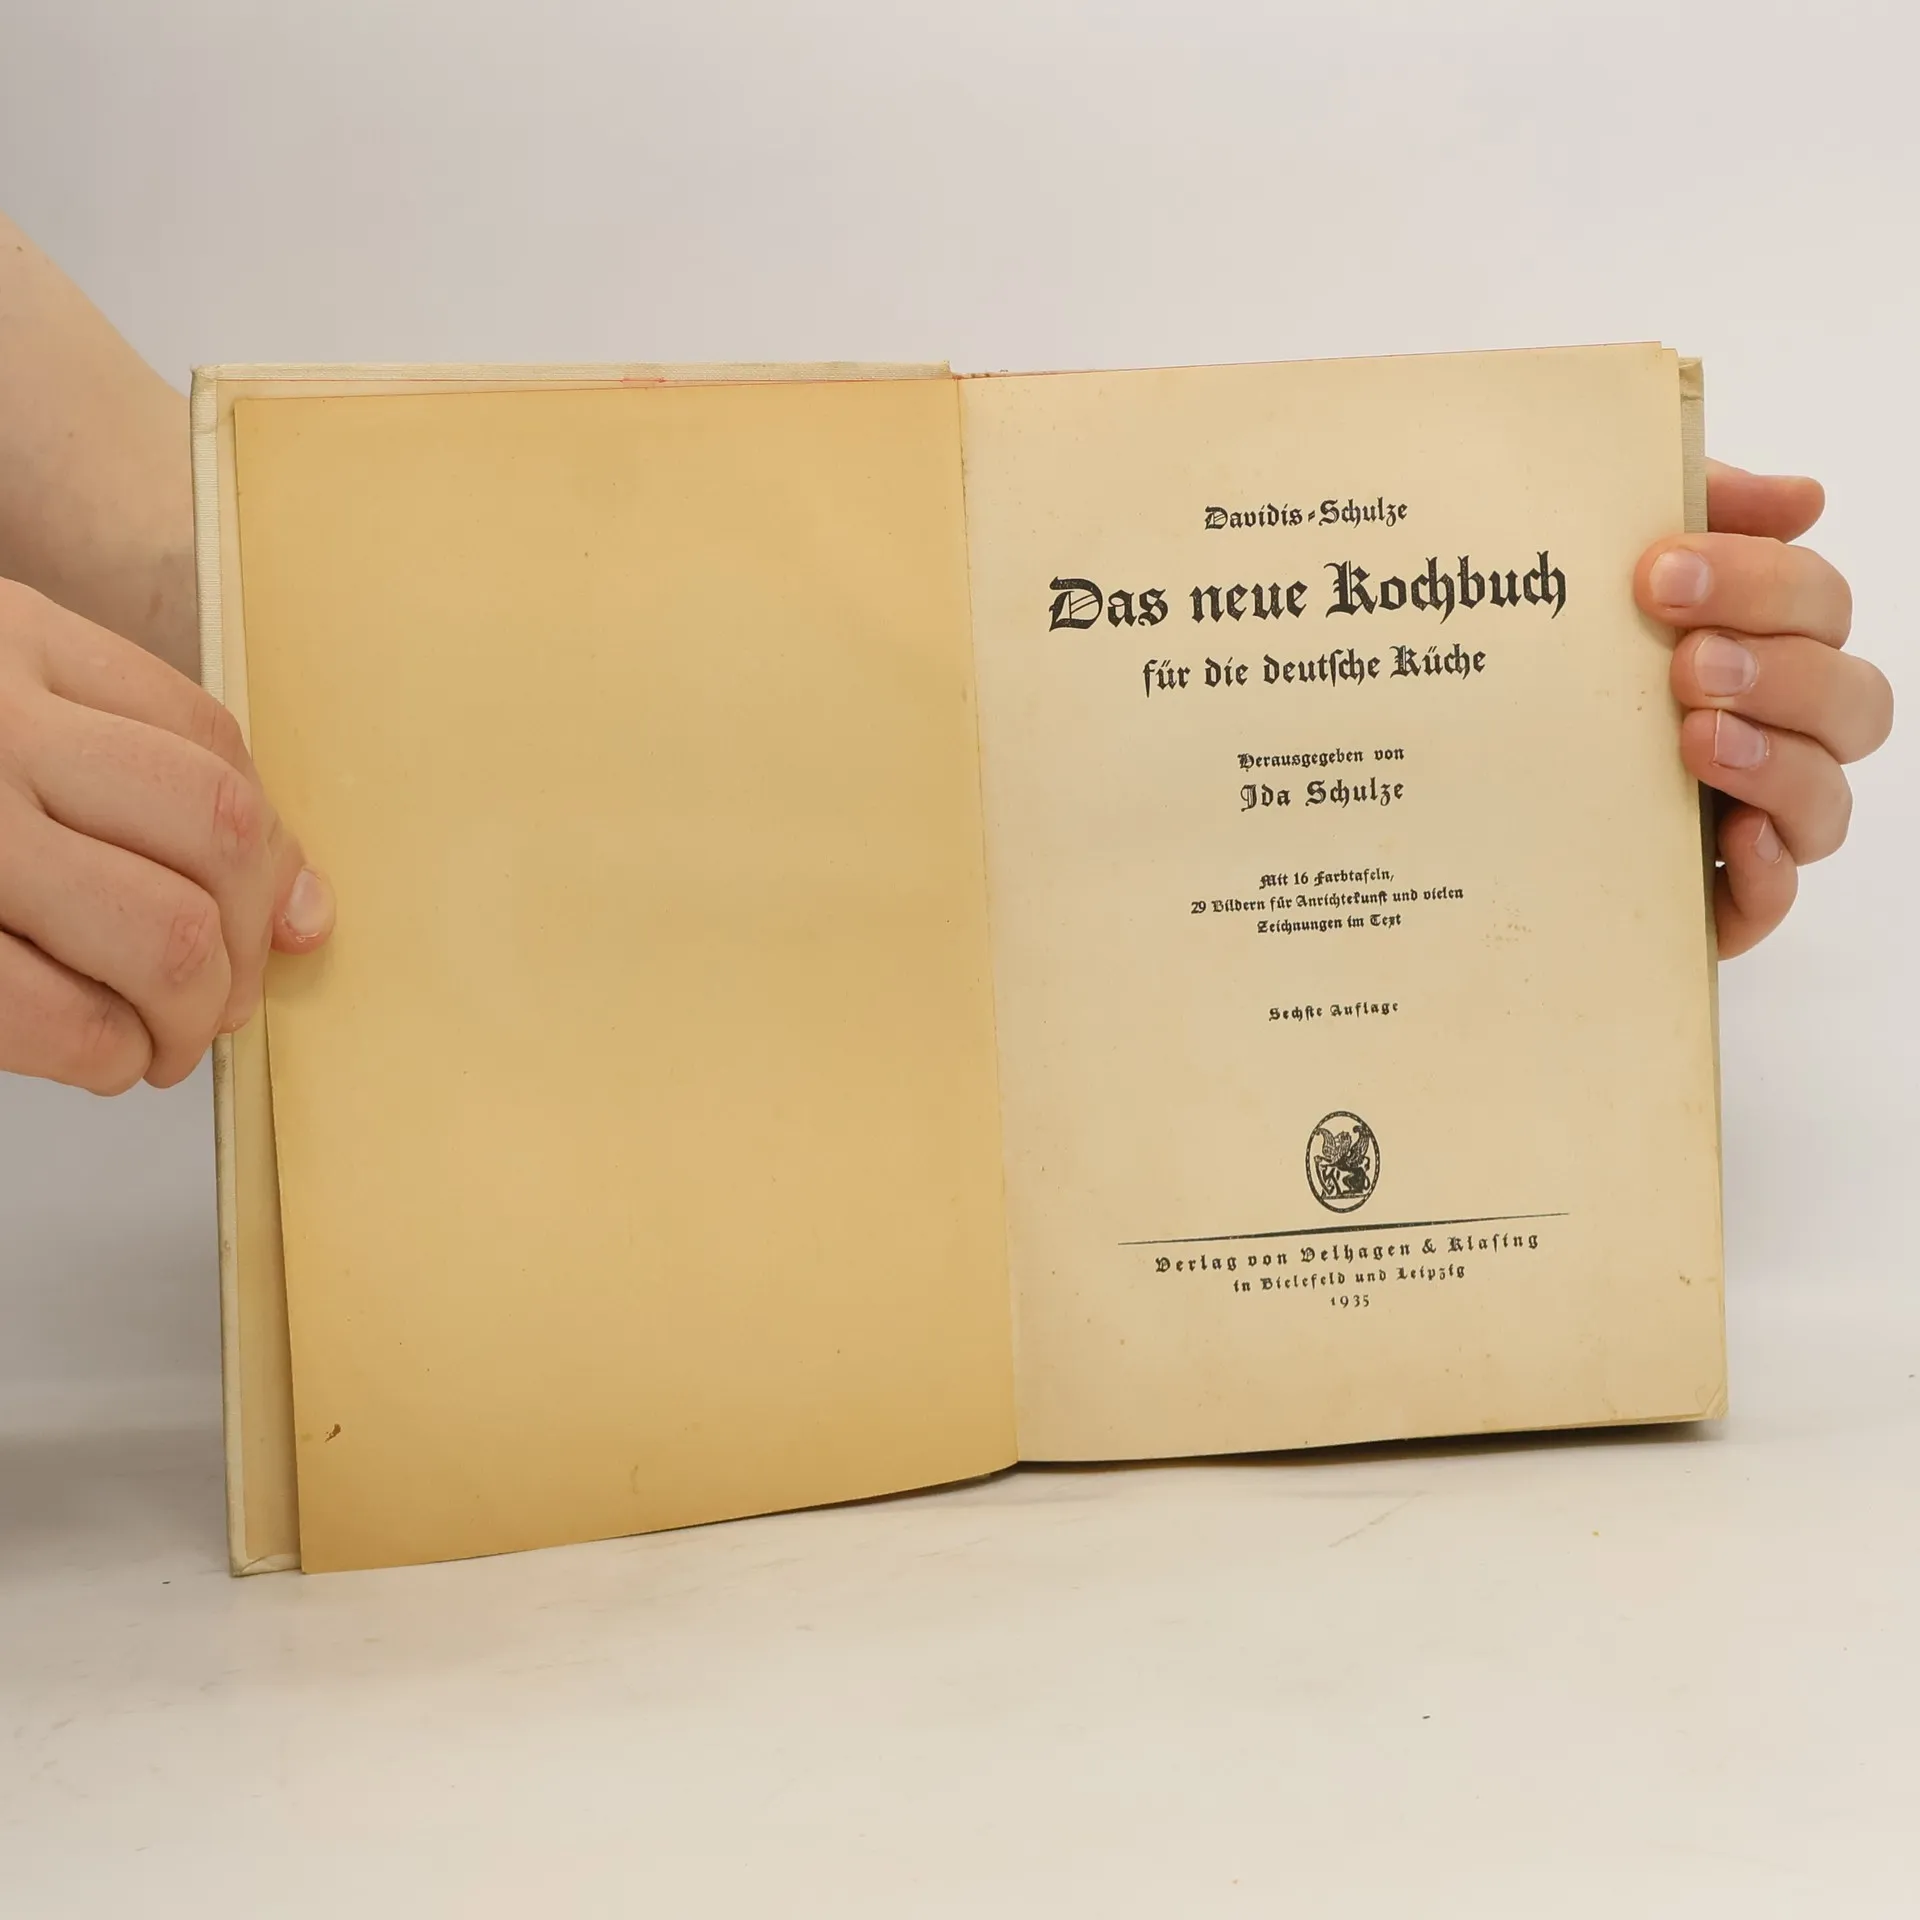 Davidis-Schulze
Das neue Kochbuch
für die deutſche Küche
Herausgegeben von
Ida Schulze
Mit 16 Farbtafeln,
29 Bildern für Anrichtekunſt und vielen
Zeichnungen im Text
Sechſte Auflage
Verlag von Velhagen & Klaſing
in Bielefeld und Leipzig
1935